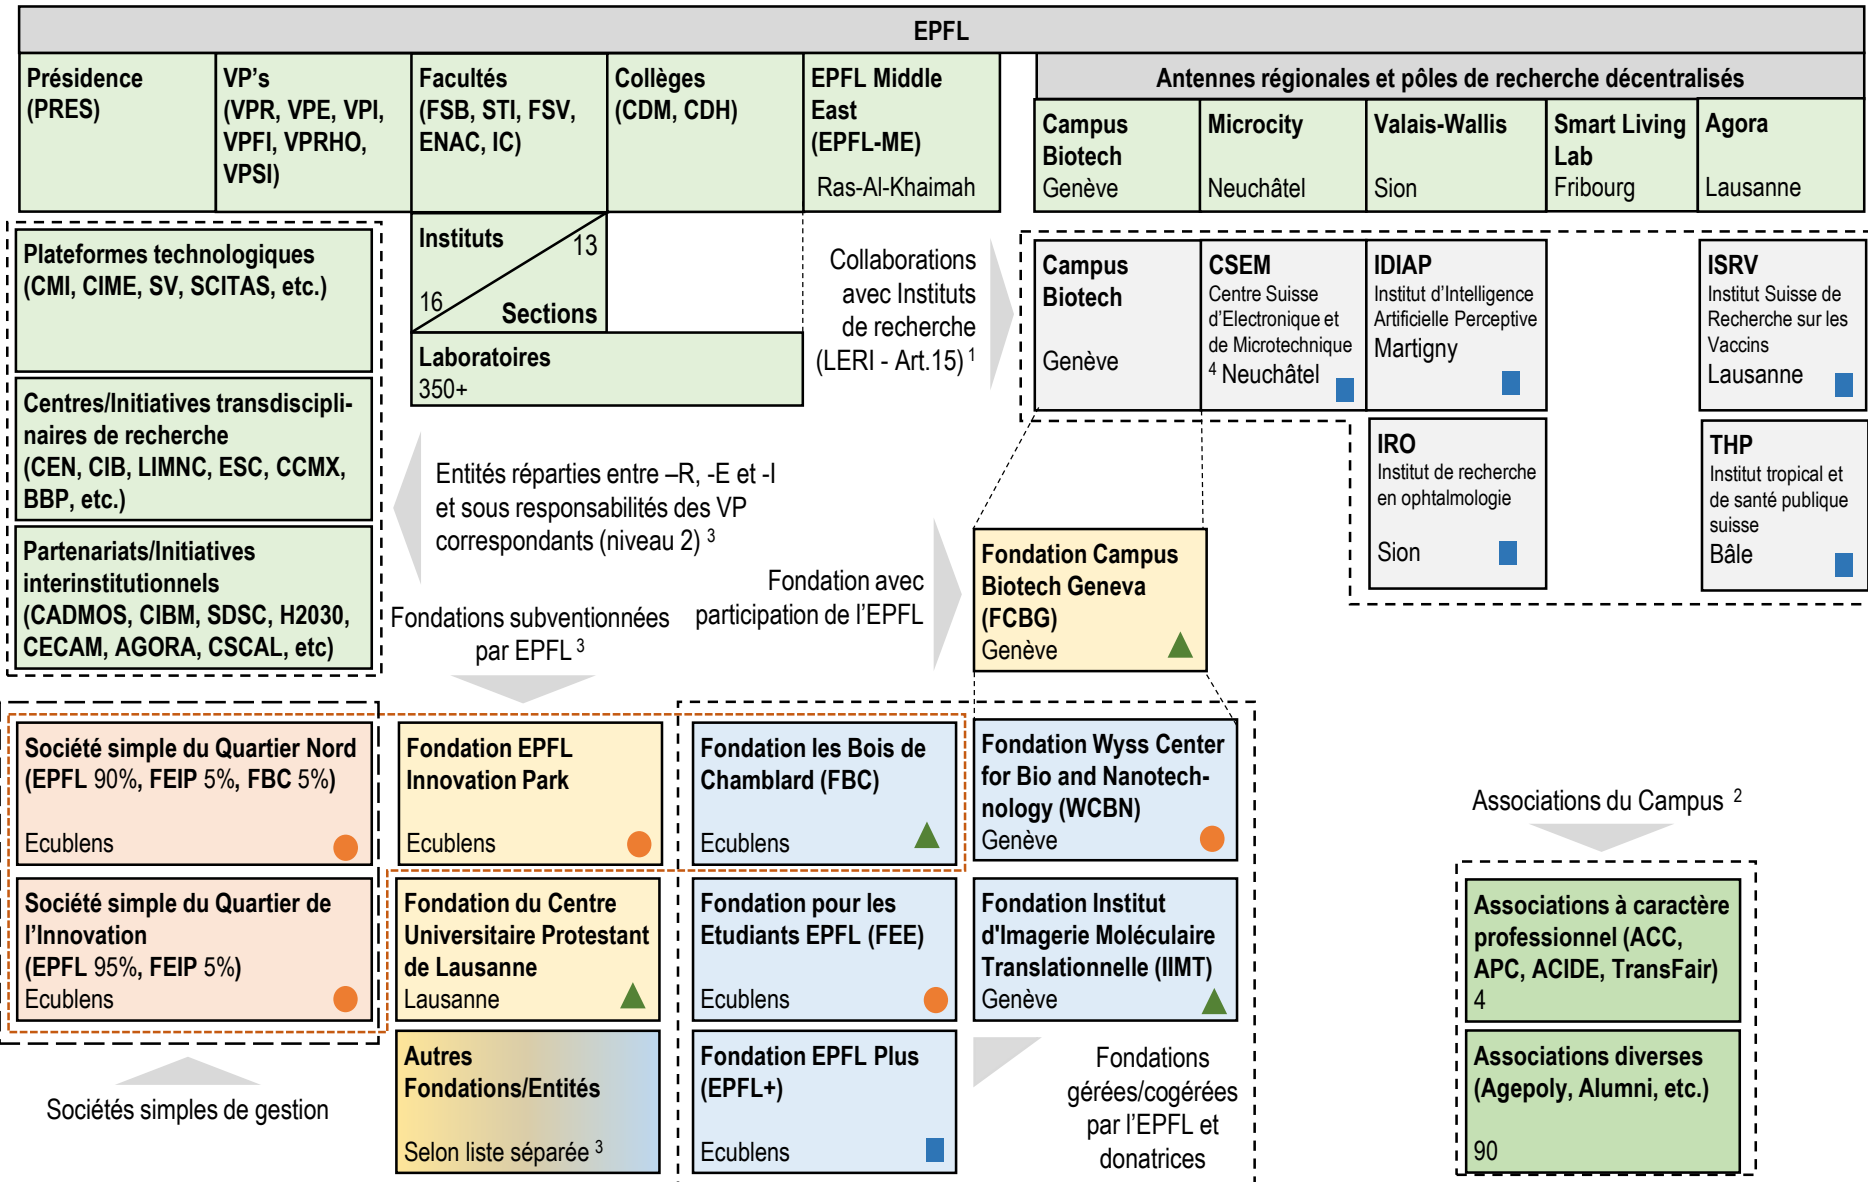 EPFL
Présidence
(PRES)
VP's
(VPR, VPE, VPI,
VPFI, VPRHO,
VPSI)
Facultés
(FSB, STI, FSV,
ENAC, IC)
Collèges
(CDM, CDH)
EPFL Middle
East
(EPFL-ME)
Ras-Al-Khaimah
Antennes régionales et pôles de recherche décentralisés
Campus
Biotech
Genève
Microcity
Neuchâtel
Valais-Wallis
Sion
Smart Living
Lab
Fribourg
Agora
Lausanne
Plateformes technologiques
(CMI, CIME, SV, SCITAS, etc.)
Centres/Initiatives transdiscipli-
naires de recherche
(CEN, CIB, LIMNC, ESC, CCMX,
BBP, etc.)
Partenariats/Initiatives
interinstitutionnels
(CADMOS, CIBM, SDSC, H2030,
CECAM, AGORA, CSCAL, etc)
Instituts
13
16
Sections
Laboratoires
350+
Collaborations
avec Instituts
de recherche
(LERI - Art.15) 1
Campus
Biotech
Genève
CSEM
Centre Suisse
d'Electronique et
de Microtechnique
4 Neuchâtel
IDIAP
Institut d'Intelligence
Artificielle Perceptive
Martigny
ISRV
Institut Suisse de
Recherche sur les
Vaccins
Lausanne
IRO
Institut de recherche
en ophtalmologie
Sion
THP
Institut tropical et
de santé publique
suisse
Bâle
Entités réparties entre –R, -E et -I
et sous responsabilités des VP
correspondants (niveau 2) 3
Fondation avec
participation de l'EPFL
Fondation Campus
Biotech Geneva
(FCBG)
Genève
Fondations subventionnées
par EPFL 3
Société simple du Quartier Nord
(EPFL 90%, FEIP 5%, FBC 5%)
Ecublens
Fondation EPFL
Innovation Park
Ecublens
Fondation les Bois de
Chamblard (FBC)
Ecublens
Fondation Wyss Center
for Bio and Nanotech-
nology (WCBN)
Genève
Société simple du Quartier de
l'Innovation
(EPFL 95%, FEIP 5%)
Ecublens
Fondation du Centre
Universitaire Protestant
de Lausanne
Lausanne
Fondation pour les
Etudiants EPFL (FEE)
Ecublens
Fondation Institut
d'Imagerie Moléculaire
Translationnelle (IIMT)
Genève
Sociétés simples de gestion
Autres
Fondations/Entités
Selon liste séparée 3
Fondation EPFL Plus
(EPFL+)
Ecublens
Fondations
gérées/cogérées
par l'EPFL et
donatrices
Associations du Campus 2
Associations à caractère
professionnel (ACC,
APC, ACIDE, TransFair)
4
Associations diverses
(Agepoly, Alumni, etc.)
90